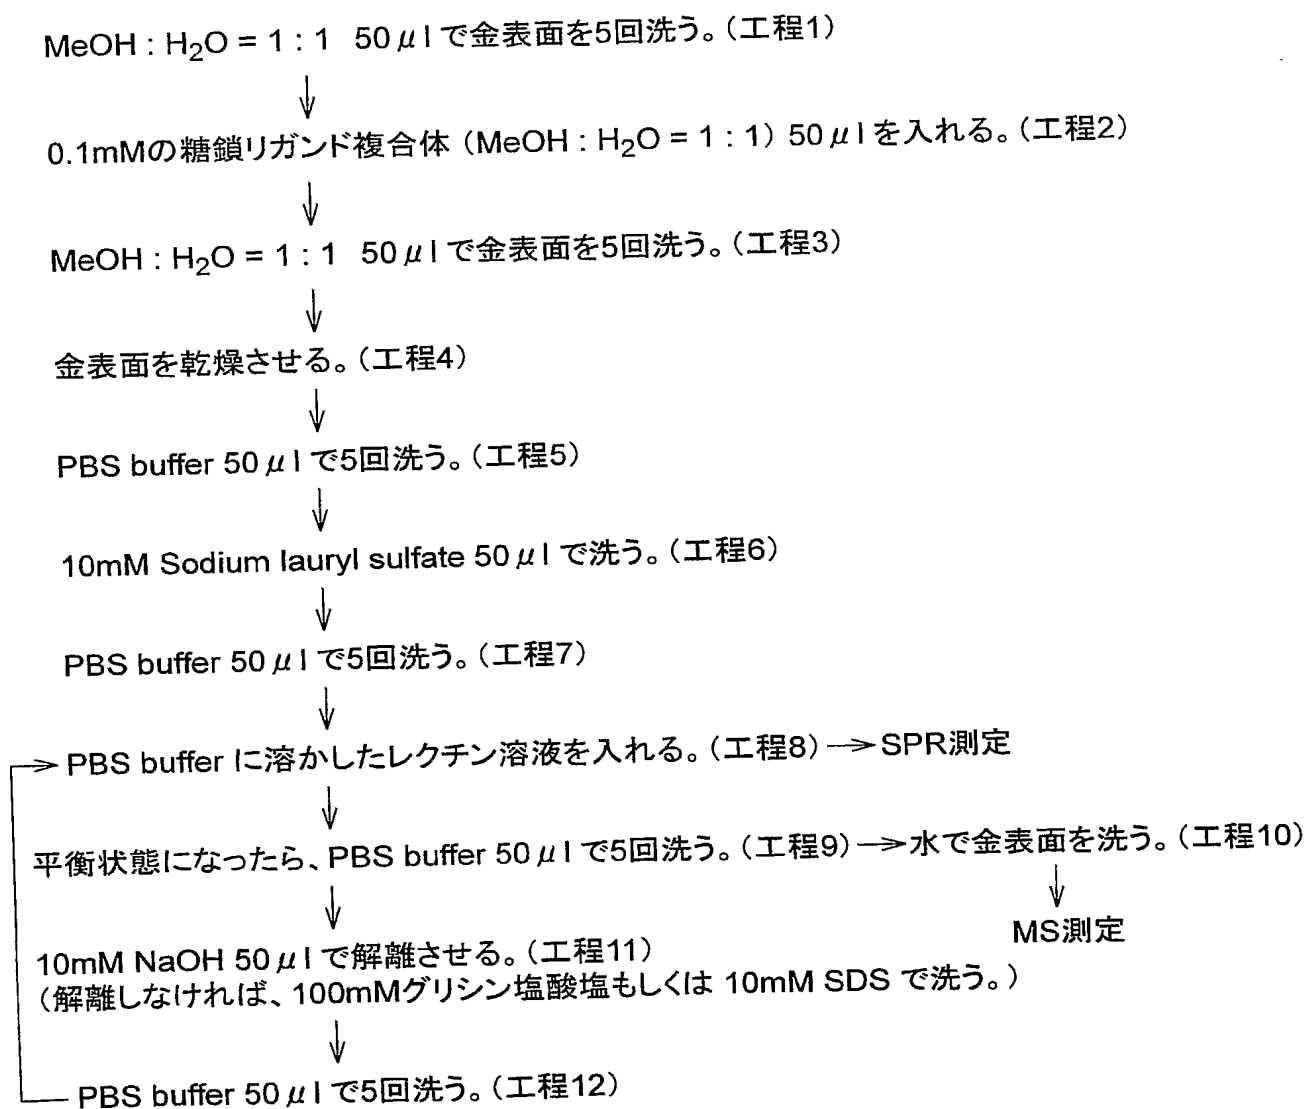 MeOH : H₂O = 1 : 1 50 μl で金表面を5回洗う。(工程1)
0.1mMの糖鎖リガンド複合体 (MeOH : H₂O = 1 : 1) 50 μl を入れる。(工程2)
MeOH : H₂O = 1 : 1 50 μl で金表面を5回洗う。(工程3)
金表面を乾燥させる。(工程4)
PBS buffer 50 μl で5回洗う。(工程5)
10mM Sodium lauryl sulfate 50 μl で洗う。(工程6)
PBS buffer 50 μl で5回洗う。(工程7)
PBS buffer に溶かしたレクチン溶液を入れる。(工程8) → SPR測定
平衡状態になったら、PBS buffer 50 μl で5回洗う。(工程9) → 水で金表面を洗う。(工程10)
MS測定
10mM NaOH 50 μl で解離させる。(工程11)
(解離しなければ、100mMグリシン塩酸塩もしくは 10mM SDS で洗う。)
PBS buffer 50 μl で5回洗う。(工程12)